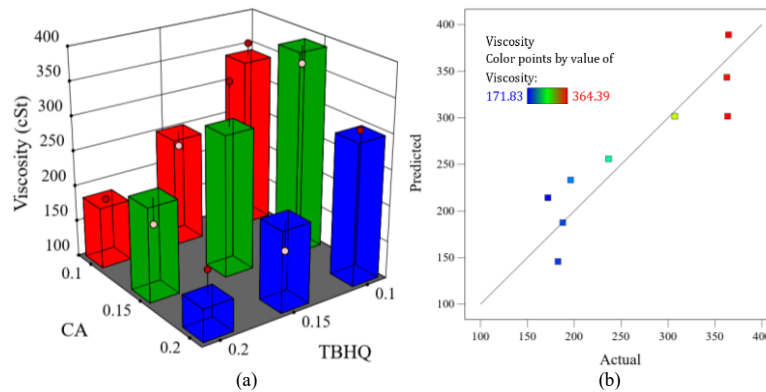 400
350
300
250
200
150
100
Viscosity (cSt)
0.1
0.15
0.2
CA
0.2
0.15
0.1
TBHQ
(a)
400
350
300
250
200
150
100
Predicted
Viscosity
Color points by value of
Viscosity:
171.83 364.39
100 150 200 250 300 350 400
Actual
(b)